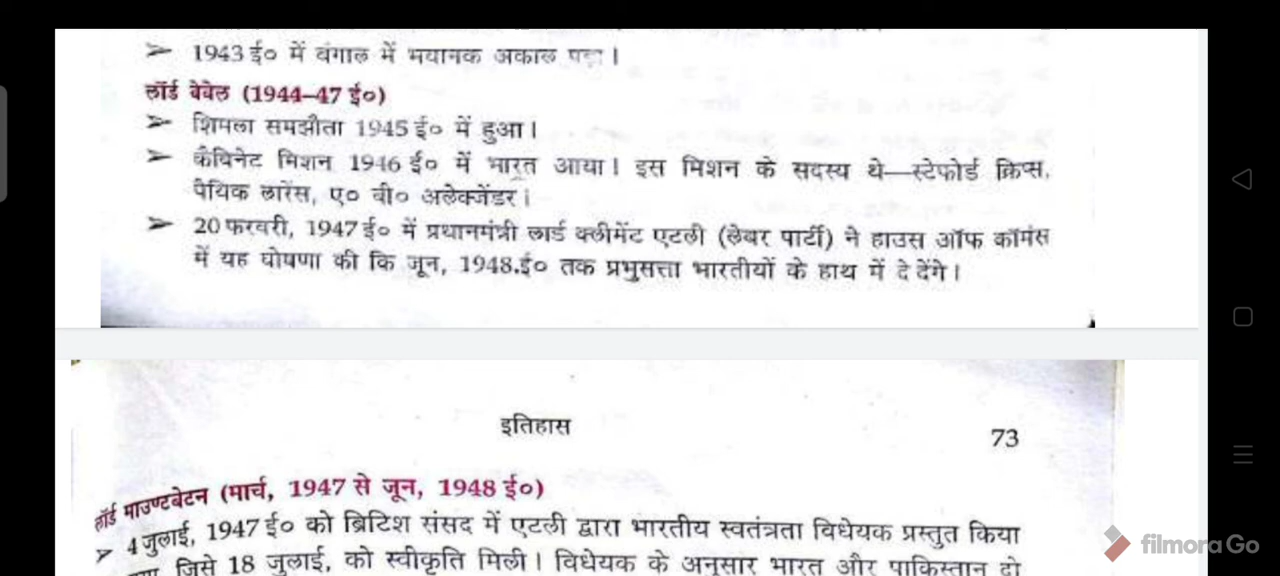 ➢ 1943 ई० में बंगाल में भयानक अकाल पड़ा।
लॉर्ड वेवेल (1944–47 ई०)
➢ शिमला समझौता 1945 ई० में हुआ।
➢ कैबिनेट मिशन 1946 ई० में भारत आया। इस मिशन के सदस्य थे—स्टेफोर्ड क्रिप्स,
पैथिक लारेंस, ए० वी० अलेक्जेंडर।
➢ 20 फरवरी, 1947 ई० में प्रधानमंत्री लार्ड क्लीमेंट एटली (लेबर पार्टी) ने हाउस ऑफ कॉमंस
में यह घोषणा की कि जून, 1948 ई० तक प्रभुसत्ता भारतीयों के हाथ में दे देंगे।
इतिहास
73
लॉर्ड माउण्टबेटन (मार्च, 1947 से जून, 1948 ई०)
➢ 4 जुलाई, 1947 ई० को ब्रिटिश संसद में एटली द्वारा भारतीय स्वतंत्रता विधेयक प्रस्तुत किया
जिसे 18 जुलाई, को स्वीकृति मिली। विधेयक के अनुसार भारत और पाकिस्तान दो
filmoraGo